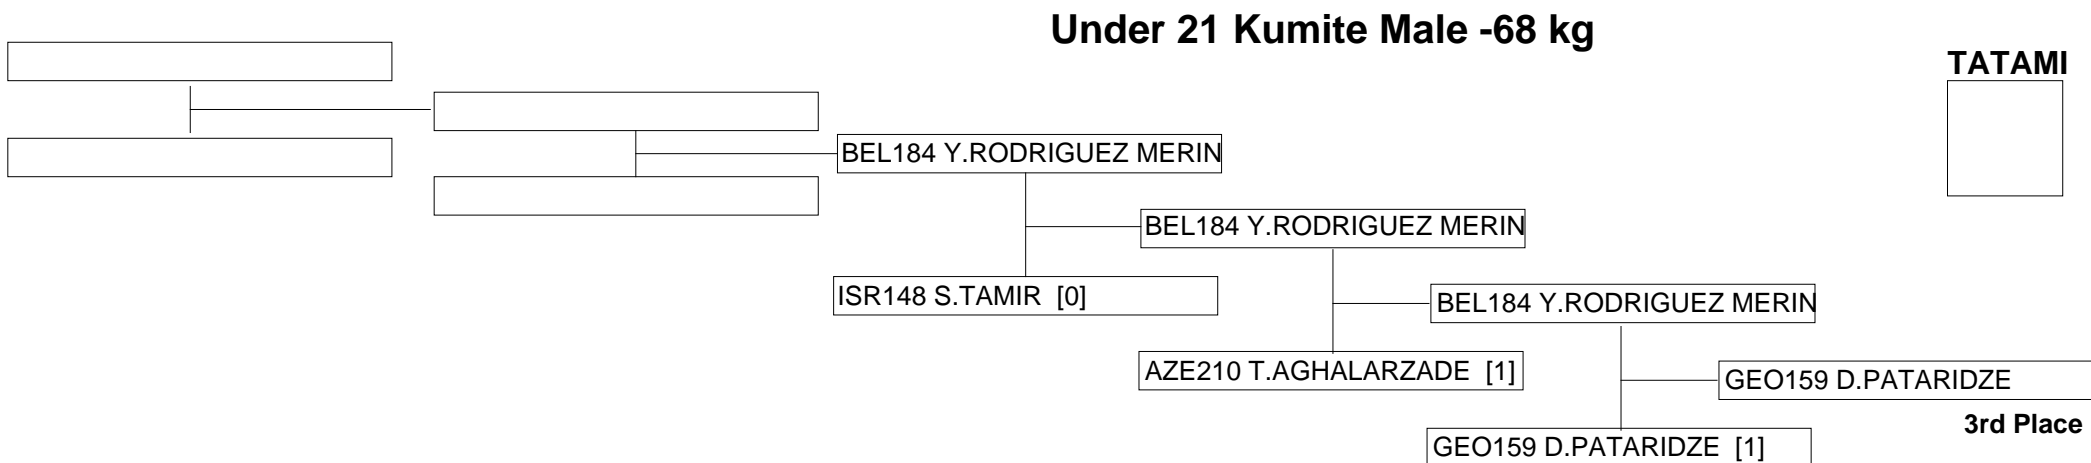 Under 21 Kumite Male -68 kg
TATAMI
BEL184 Y.RODRIGUEZ MERIN
BEL184 Y.RODRIGUEZ MERIN
ISR148 S.TAMIR [0]
BEL184 Y.RODRIGUEZ MERIN
AZE210 T.AGHALARZADE [1]
GEO159 D.PATARIDZE
3rd Place
GEO159 D.PATARIDZE [1]